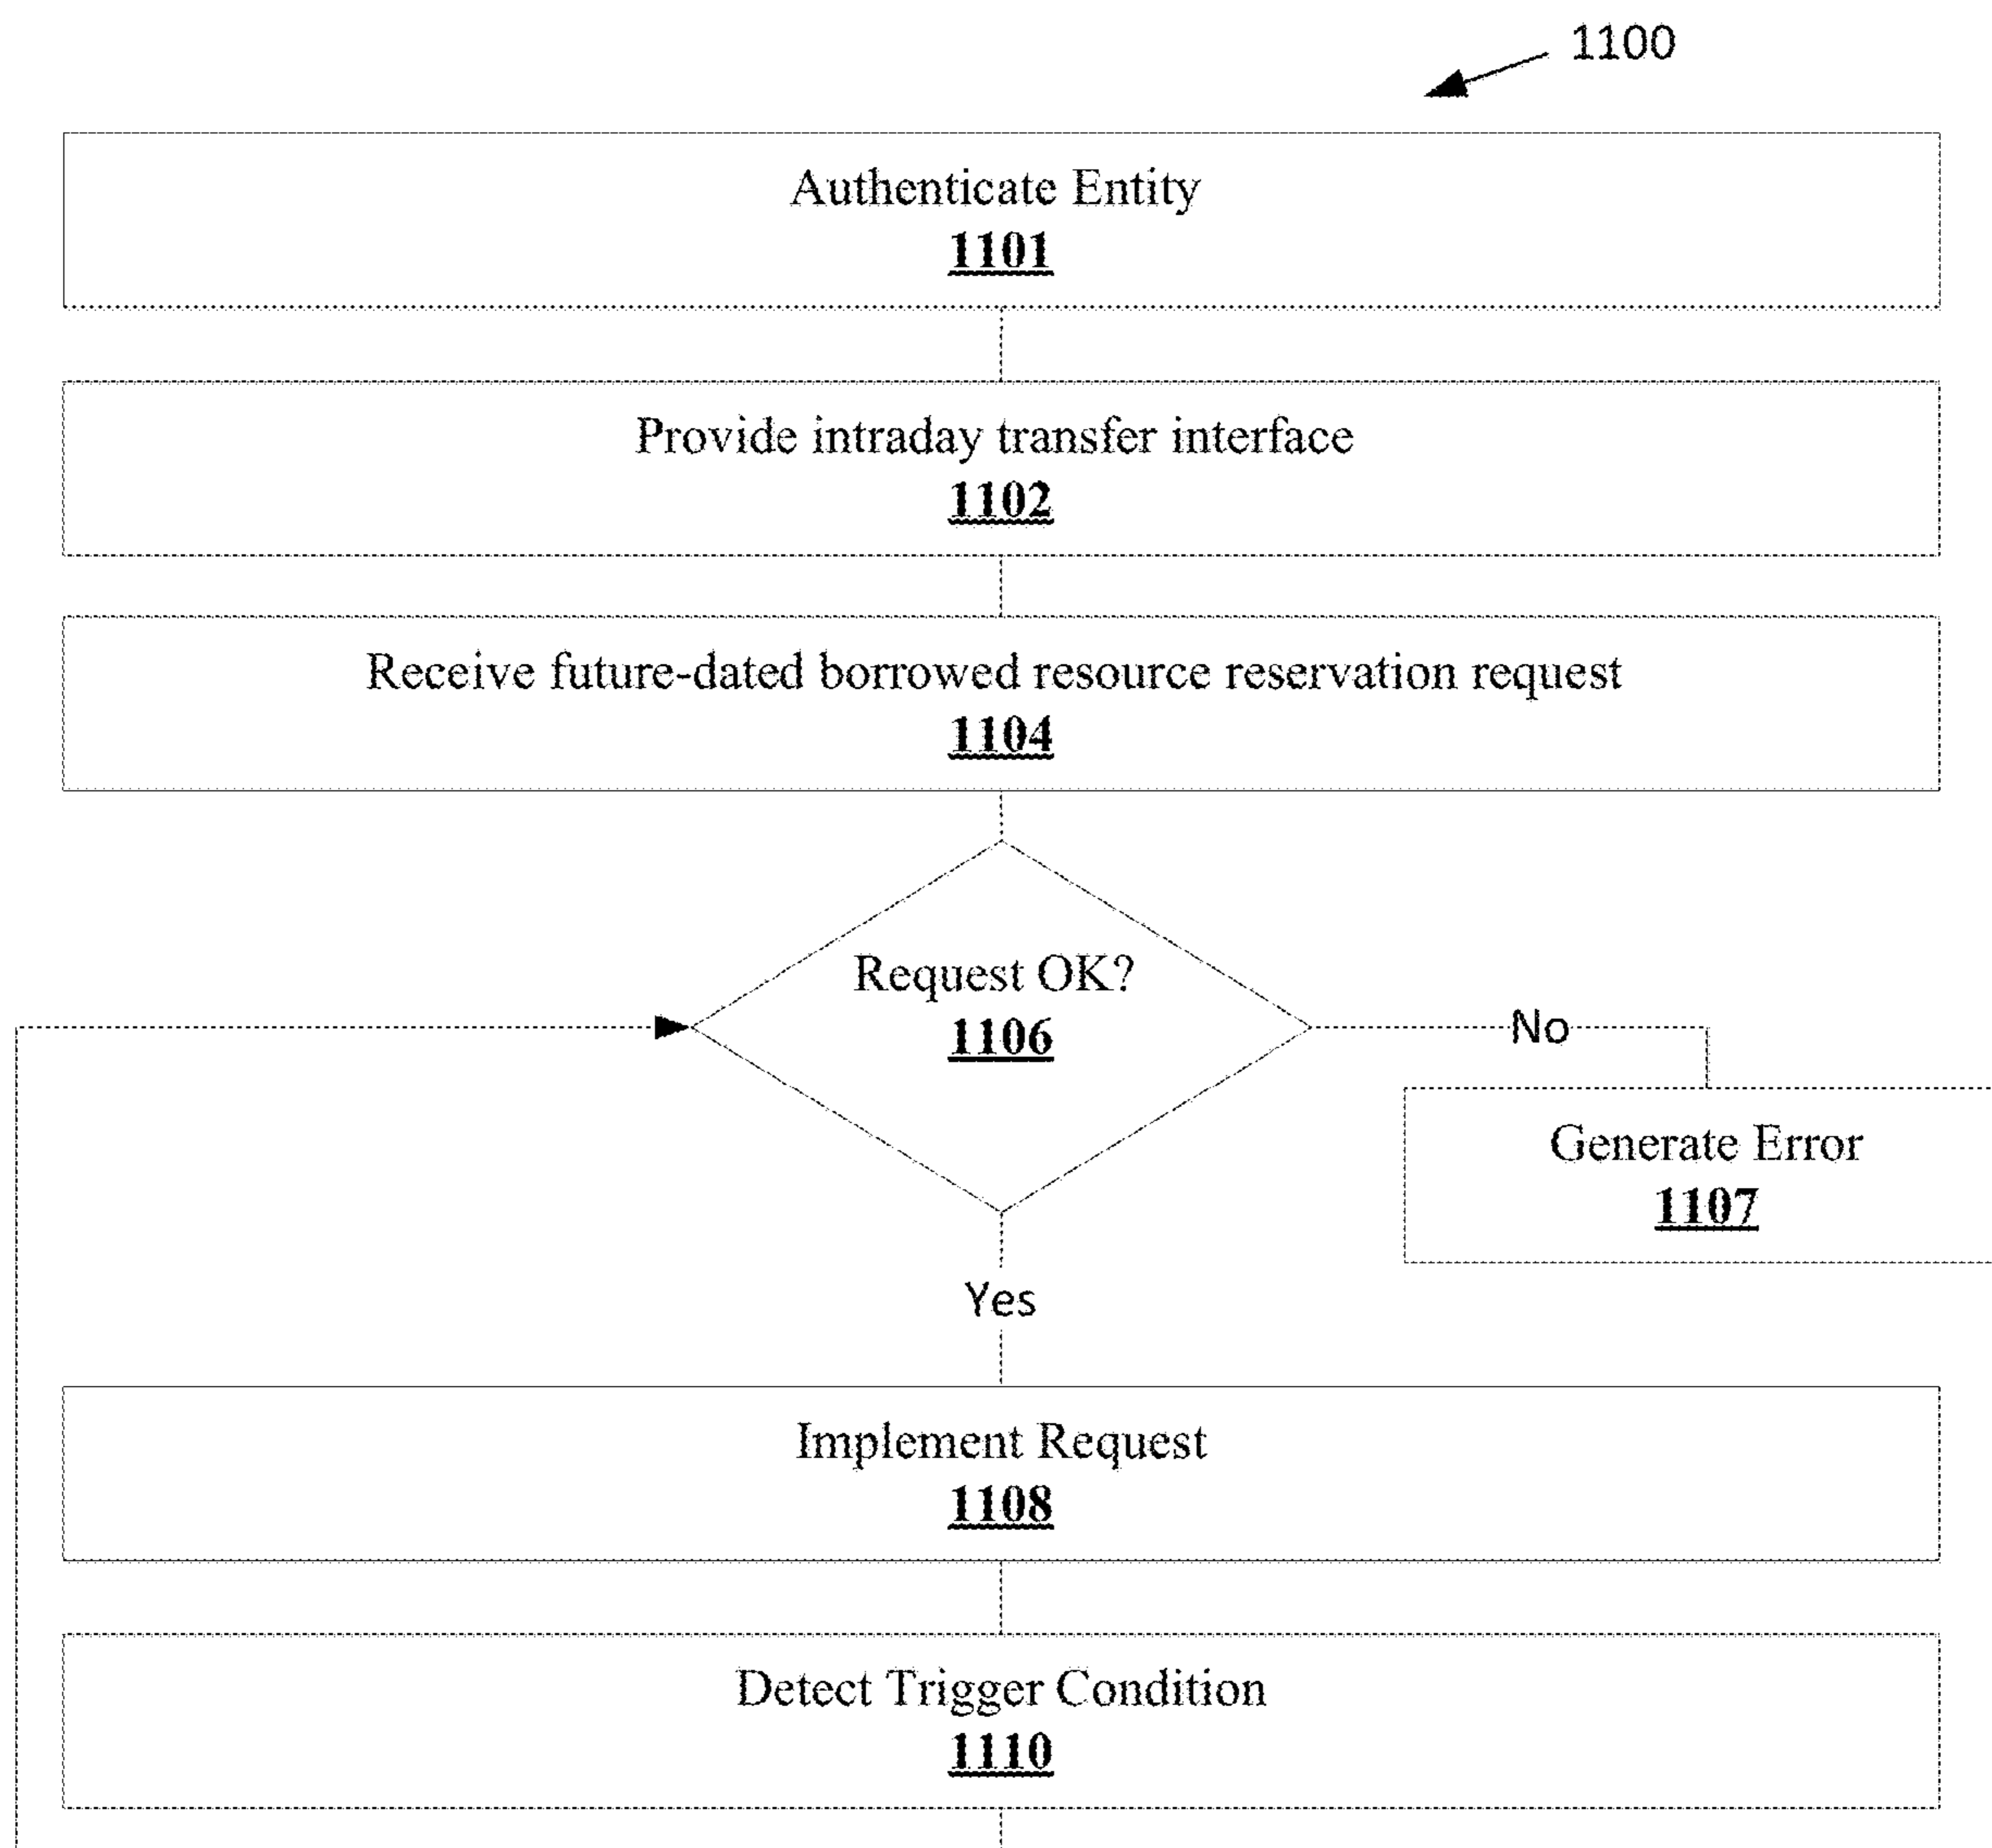 1100
Authenticate Entity
1101
Provide intraday transfer interface
1102
Receive future-dated borrowed resource reservation request
1104
Request OK?
1106
No
Generate Error
1107
Yes
Implement Request
1108
Detect Trigger Condition
1110